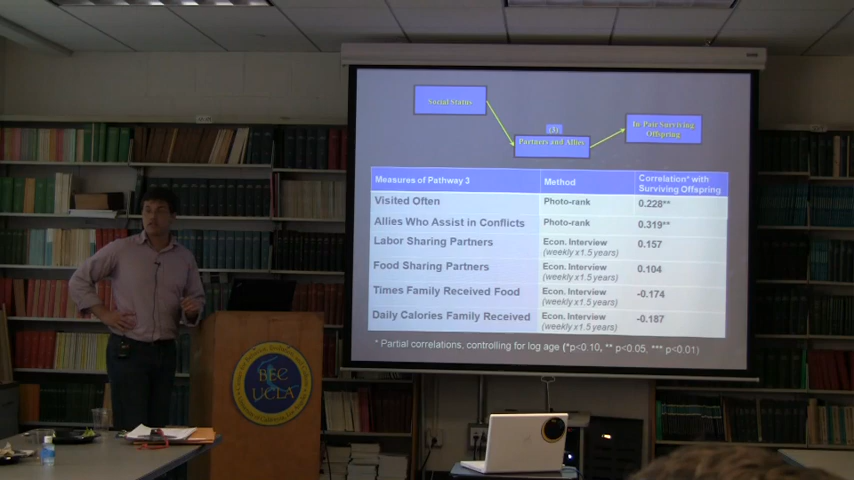 Social Status
In Pair Surviving
Offspring
(3)
Partners and Allies
Measures of Pathway 3 Method Correlation* with
Surviving Offspring
Visited Often Photo-rank 0.228**
Allies Who Assist in Conflicts Photo-rank 0.319**
Labor Sharing Partners Econ. Interview 0.157
(weekly x1.5 years)
Food Sharing Partners Econ. Interview 0.104
(weekly x1.5 years)
Times Family Received Food Econ. Interview -0.174
(weekly x1.5 years)
Daily Calories Family Received Econ. Interview -0.187
(weekly x1.5 years)
* Partial correlations, controlling for log age (*p<0.10, ** p<0.05, *** p<0.01)
BEC
UCLA